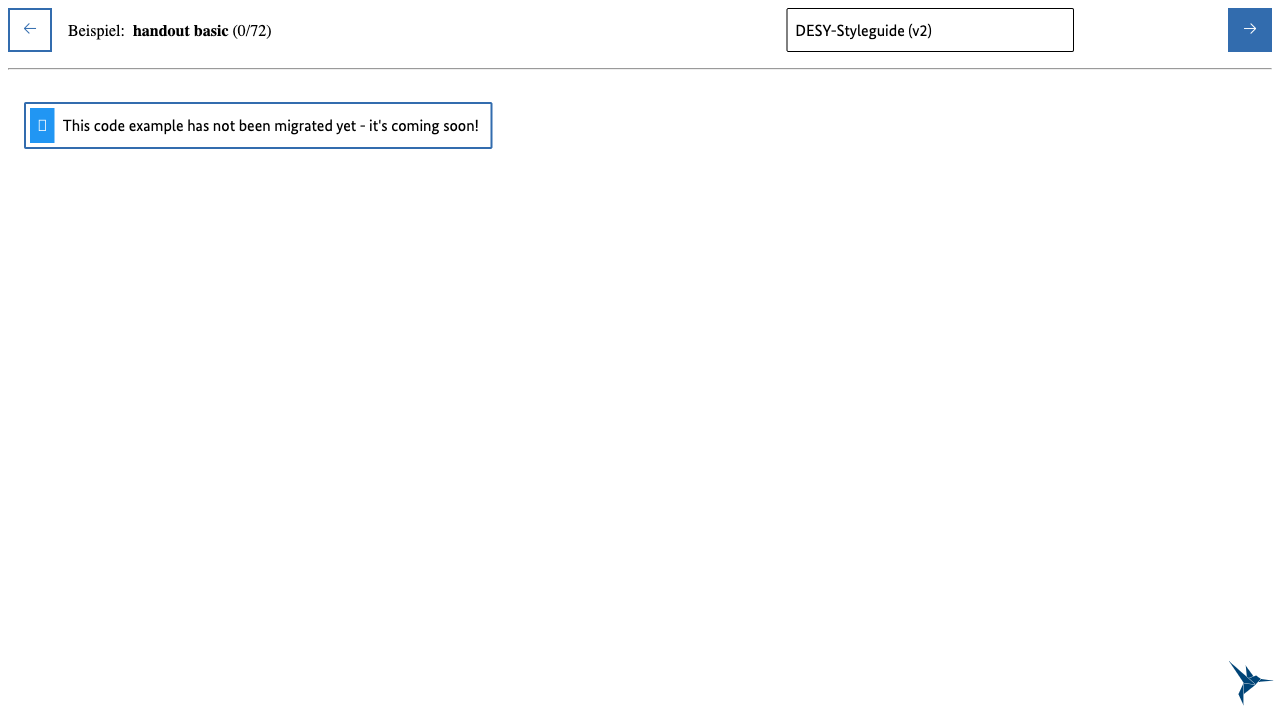 Beispiel: handout basic (0/72)
DESY-Styleguide (v2)
This code example has not been migrated yet - it's coming soon!